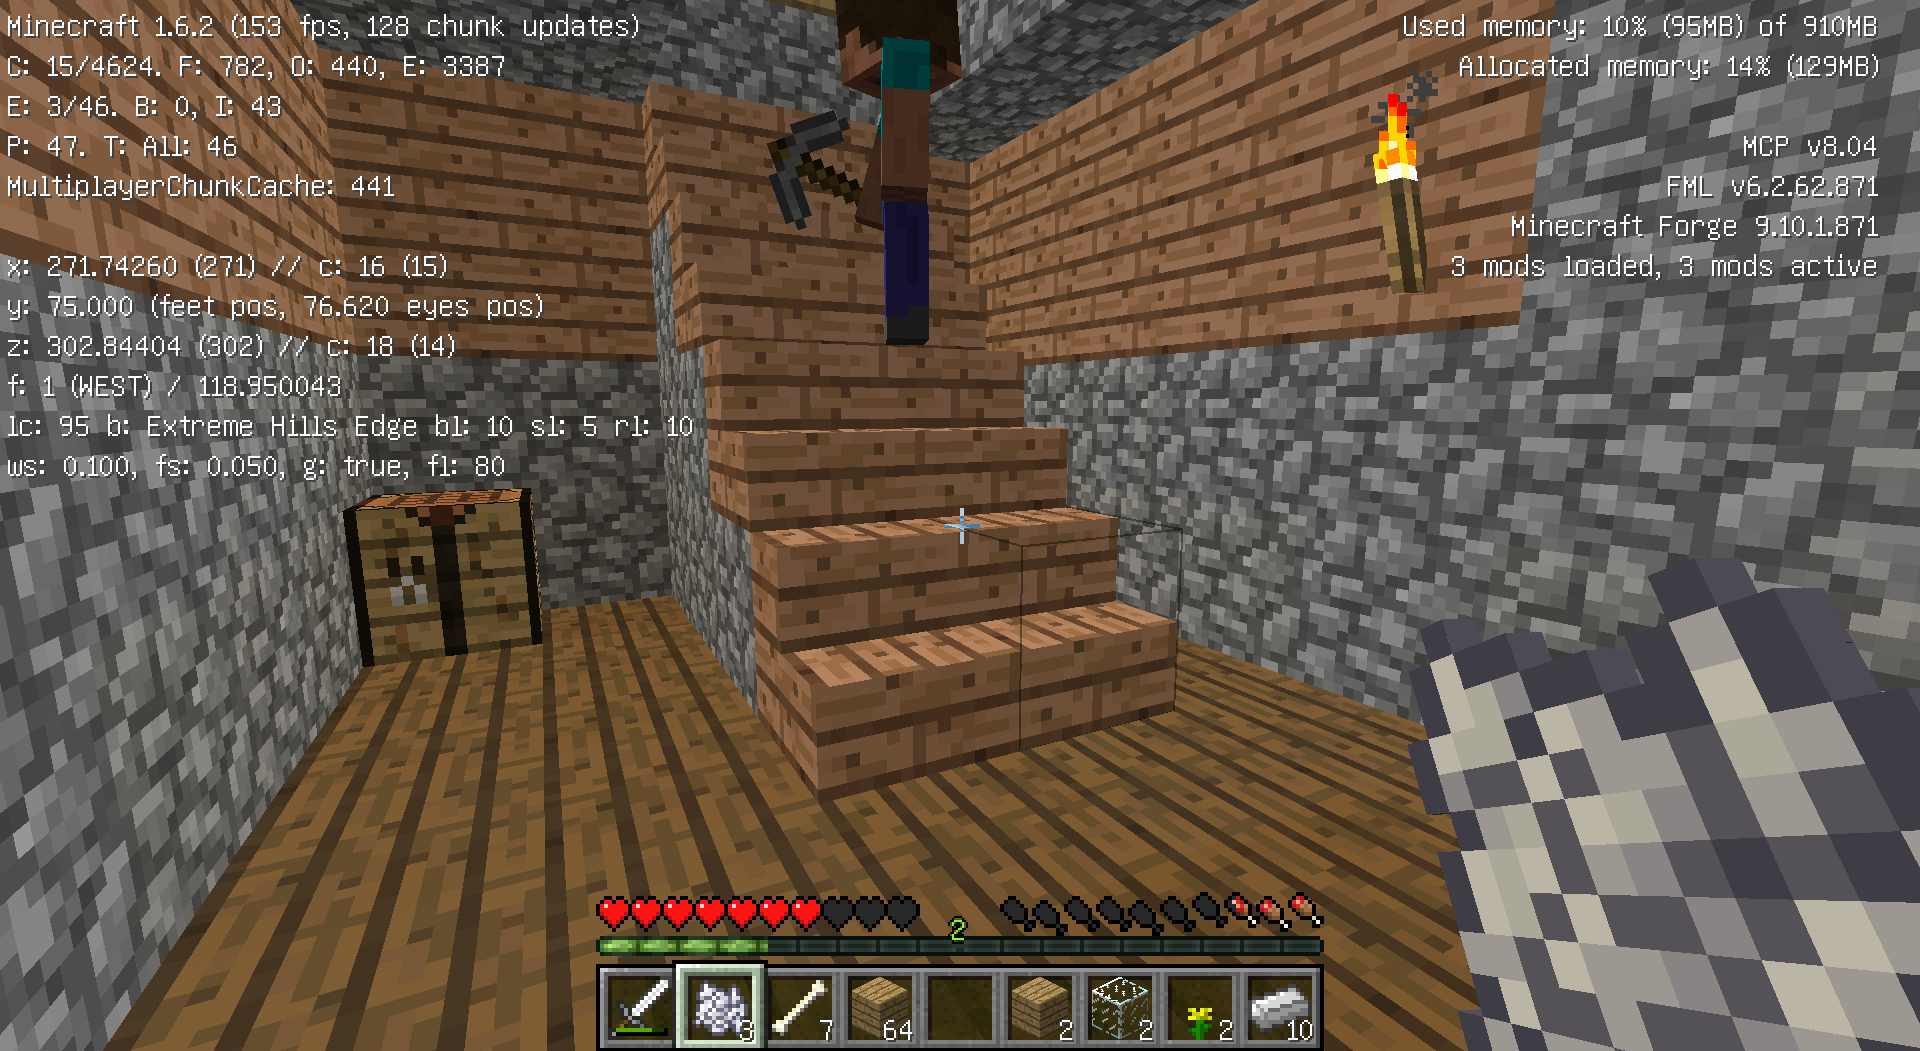 Minecraft 1.6.2 (153 fps, 128 chunk updates)
C: 15/4624. F: 782, O: 440, E: 3387
E: 3/46. B: 0, I: 43
P: 47. T: All: 46
MultiplayerChunkCache: 441
x: 271.74260 (271) // c: 16 (15)
y: 75.000 (feet pos, 76.620 eyes pos)
z: 302.84404 (302) // c: 18 (14)
f: 1 (WEST) / 118.950043
lc: 95 b: Extreme Hills Edge bl: 10 sl: 5 rl: 10
ws: 0.100, fs: 0.050, g: true, fl: 80
Used memory: 10% (95MB) of 910MB
Allocated memory: 14% (129MB)
MCP v8.04
FML v6.2.62.871
Minecraft Forge 9.10.1.871
3 mods loaded, 3 mods active
2
3 7 64 2 2 2 10